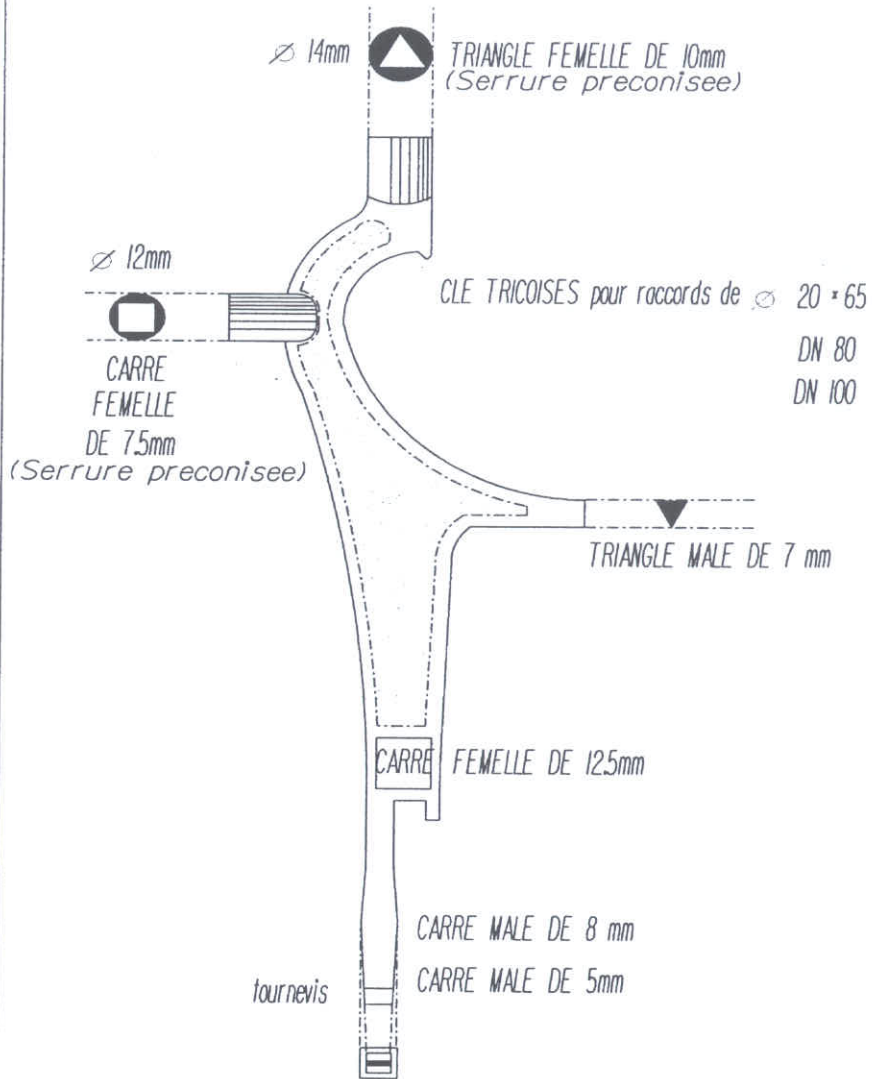 ⌀ 14mm
TRIANGLE FEMELLE DE 10mm
(Serrure preconisee)
⌀ 12mm
CLE TRICOISES pour raccords de ⌀ 20 * 65
DN 80
DN 100
CARRE
FEMELLE
DE 7.5mm
(Serrure preconisee)
TRIANGLE MALE DE 7 mm
CARRE FEMELLE DE 12.5mm
CARRE MALE DE 8 mm
tournevis
CARRE MALE DE 5mm